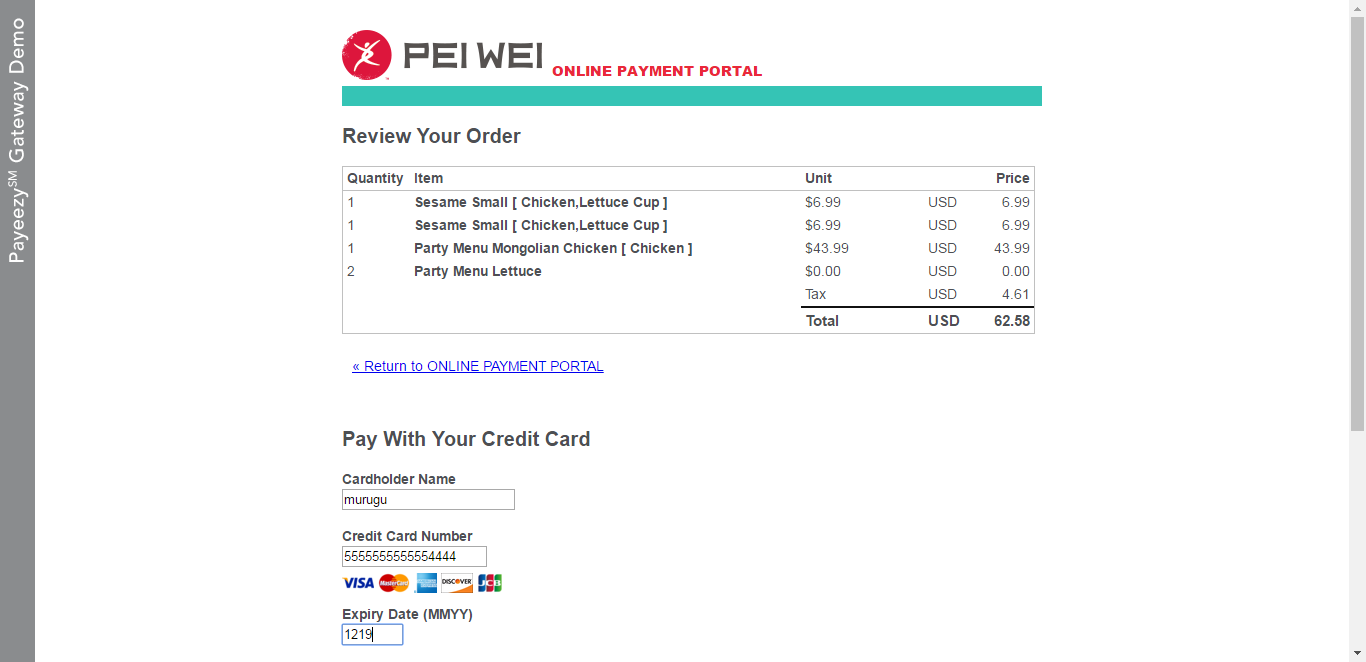 Payeezy℠ Gateway Demo
PEI WEI ONLINE PAYMENT PORTAL
Review Your Order
Quantity Item Unit Price
1 Sesame Small [ Chicken,Lettuce Cup ] $6.99 USD 6.99
1 Sesame Small [ Chicken,Lettuce Cup ] $6.99 USD 6.99
1 Party Menu Mongolian Chicken [ Chicken ] $43.99 USD 43.99
2 Party Menu Lettuce $0.00 USD 0.00
Tax USD 4.61
Total USD 62.58
« Return to ONLINE PAYMENT PORTAL
Pay With Your Credit Card
Cardholder Name
murugu
Credit Card Number
5555555555554444
VISA MasterCard DISCOVER JCB
Expiry Date (MMYY)
1219